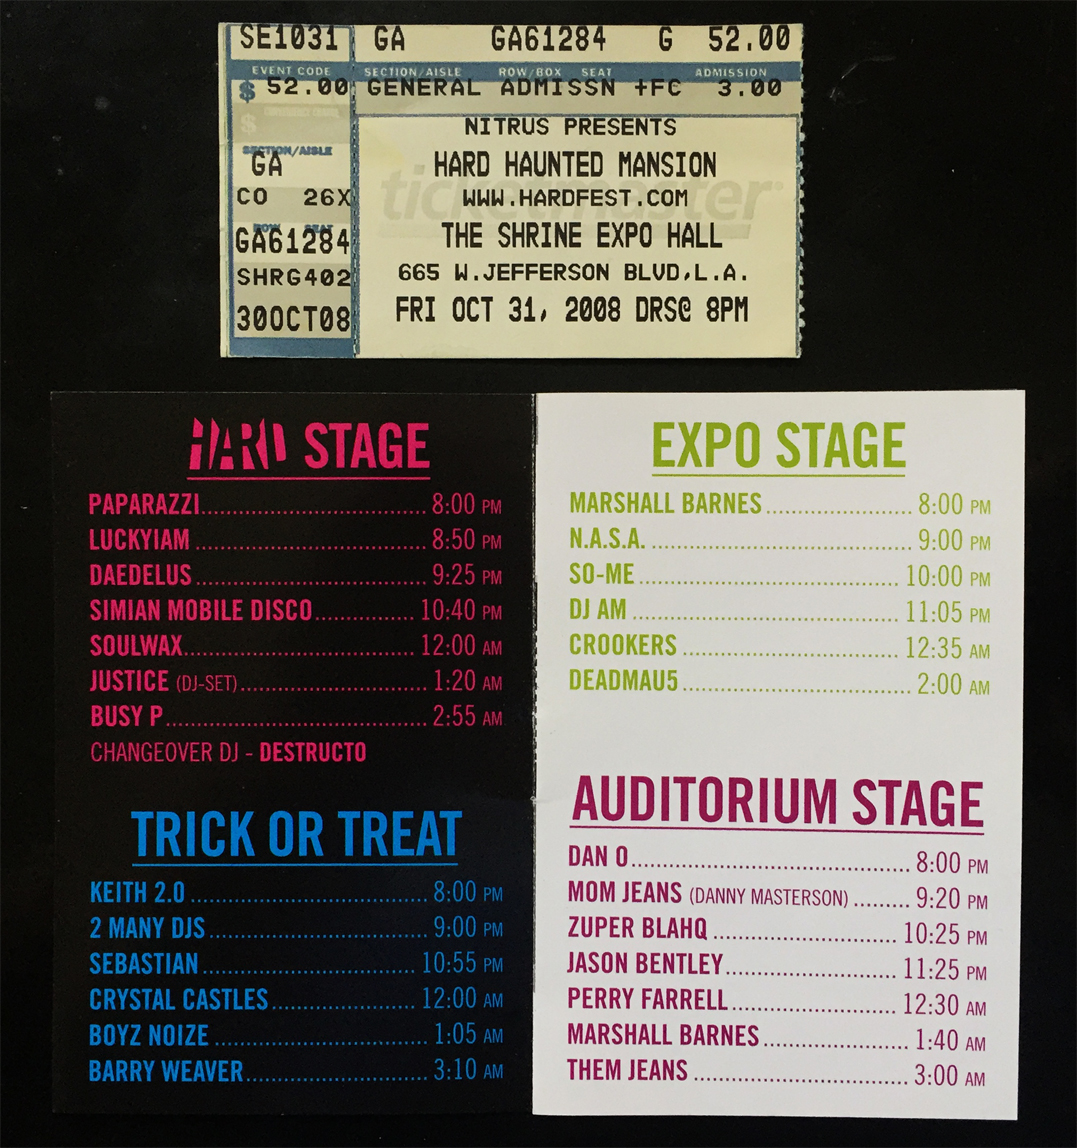 SE1031 GA GA61284 G 52.00
EVENT CODE SECTION/AISLE ROW/BOX SEAT ADMISSION
$ 52.00 GENERAL ADMISSN +FC 3.00
SECTION/AISLE
GA
CO 26X
ROW SEAT
GA61284
SHRG402
30OCT08
NITRUS PRESENTS
HARD HAUNTED MANSION
WWW.HARDFEST.COM
ticketmaster
THE SHRINE EXPO HALL
665 W.JEFFERSON BLVD,L.A.
FRI OCT 31, 2008 DRS@ 8PM
HARD STAGE
PAPARAZZI 8:00 PM
LUCKYIAM 8:50 PM
DAEDELUS 9:25 PM
SIMIAN MOBILE DISCO 10:40 PM
SOULWAX 12:00 AM
JUSTICE (DJ-SET) 1:20 AM
BUSY P 2:55 AM
CHANGEOVER DJ - DESTRUCTO
TRICK OR TREAT
KEITH 2.0 8:00 PM
2 MANY DJS 9:00 PM
SEBASTIAN 10:55 PM
CRYSTAL CASTLES 12:00 AM
BOYZ NOIZE 1:05 AM
BARRY WEAVER 3:10 AM
EXPO STAGE
MARSHALL BARNES 8:00 PM
N.A.S.A. 9:00 PM
SO-ME 10:00 PM
DJ AM 11:05 PM
CROOKERS 12:35 AM
DEADMAU5 2:00 AM
AUDITORIUM STAGE
DAN O 8:00 PM
MOM JEANS (DANNY MASTERSON) 9:20 PM
ZUPER BLAHQ 10:25 PM
JASON BENTLEY 11:25 PM
PERRY FARRELL 12:30 AM
MARSHALL BARNES 1:40 AM
THEM JEANS 3:00 AM